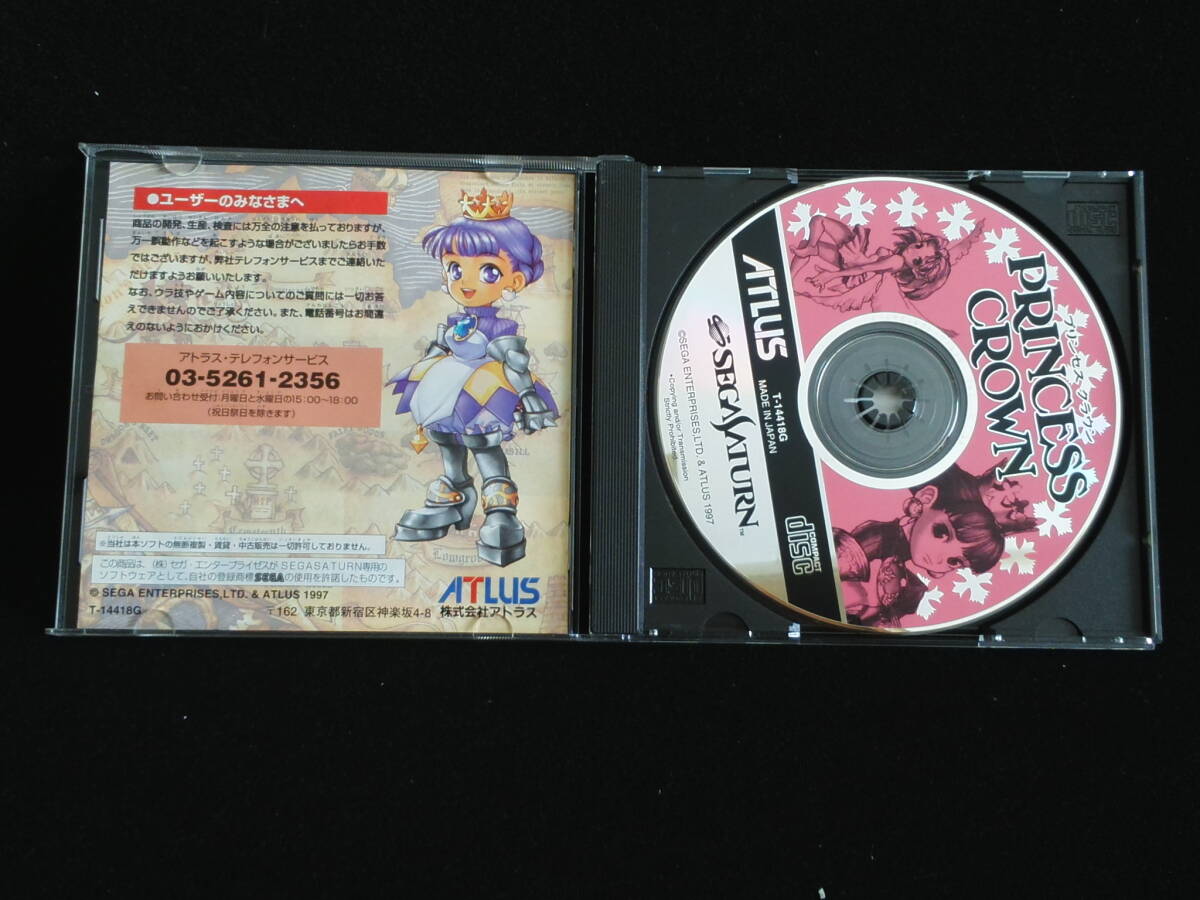 ●ユーザーのみなさまへ
商品の開発、生産、検査には万全の注意を払っておりますが、
万一誤動作などを起こすような場合がございましたらお手数
ではございますが、弊社テレフォンサービスまでご連絡いた
だけますようお願いいたします。
なお、ウラ技やゲーム内容についてのご質問には一切お答
えできませんのでご了承ください。また、電話番号はお間違
えのないようにおかけください。
アトラス・テレフォンサービス
03-5261-2356
お問い合わせ受付:月曜日と水曜日の15:00〜18:00
(祝日祭日を除きます)
Lowgro
※当社は本ソフトの無断複製・賃貸・中古販売は一切許可しておりません。
この商品は、(株)セガ・エンタープライゼスがSEGASATURN専用の
ソフトウェアとして、自社の登録商標SEGAの使用を許諾したものです。
© SEGA ENTERPRISES,LTD. & ATLUS 1997
T-14418G
ATLUS
株式会社アトラス
〒162 東京都新宿区神楽坂4-8
PRINCESS
CROWN
プリンセス クラウン
ATLUS
SEGA SATURN™
T-14418G
MADE IN JAPAN
©SEGA ENTERPRISES,LTD. & ATLUS 1997
•Copying and/or Transmission
Strictly Prohibited.
COMPACT
disc
disc
disc